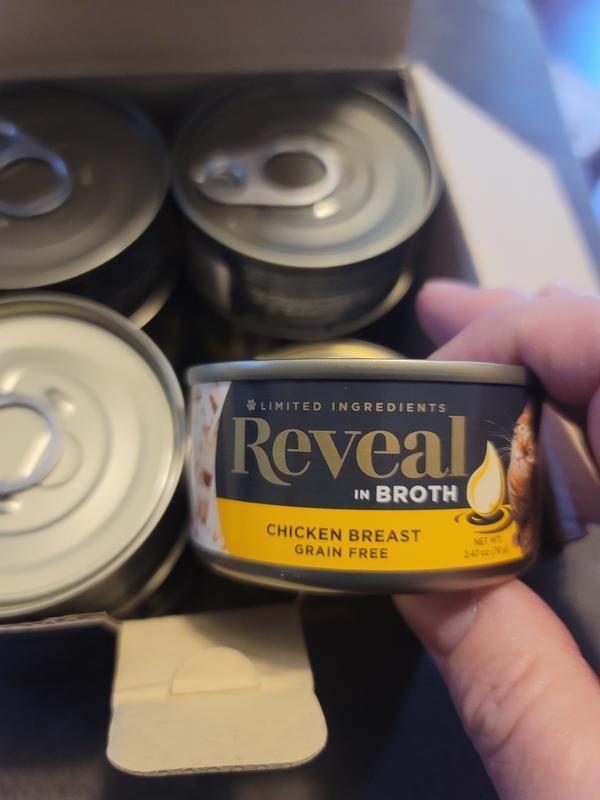 LIMITED INGREDIENTS
Reveal
IN BROTH
CHICKEN BREAST
GRAIN FREE
NET WT.
2.47 oz (70 g)